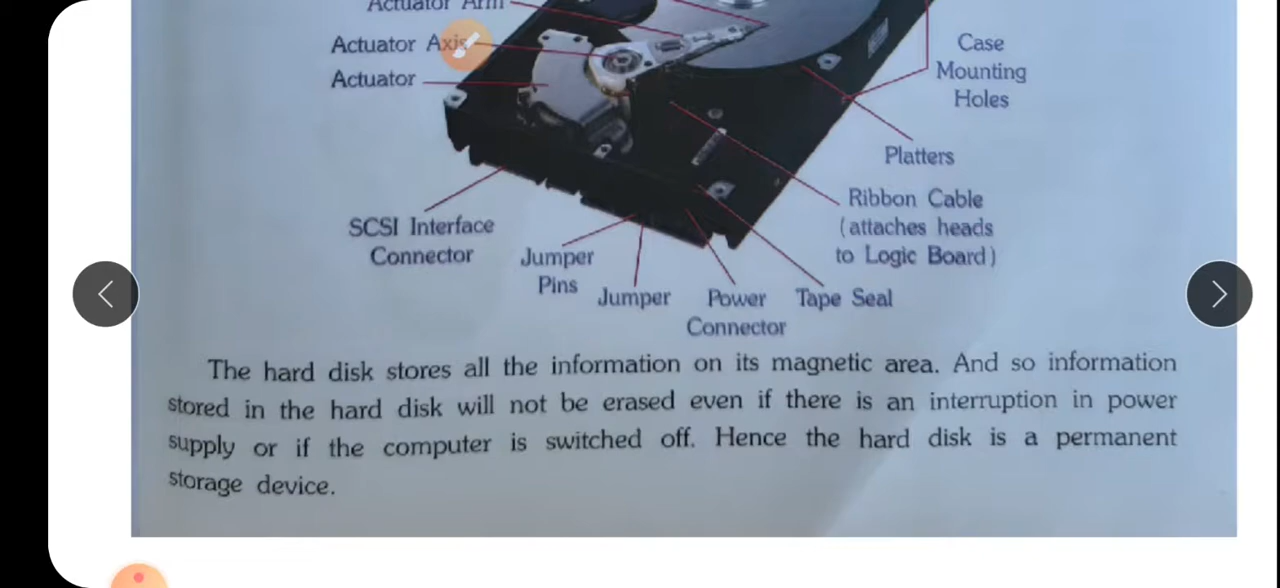 Actuator Arm
Actuator Axis
Actuator
Case
Mounting
Holes
Platters
Ribbon Cable
(attaches heads
to Logic Board)
SCSI Interface
Connector
Jumper
Pins
Jumper
Power
Connector
Tape Seal
The hard disk stores all the information on its magnetic area. And so information
stored in the hard disk will not be erased even if there is an interruption in power
supply or if the computer is switched off. Hence the hard disk is a permanent
storage device.